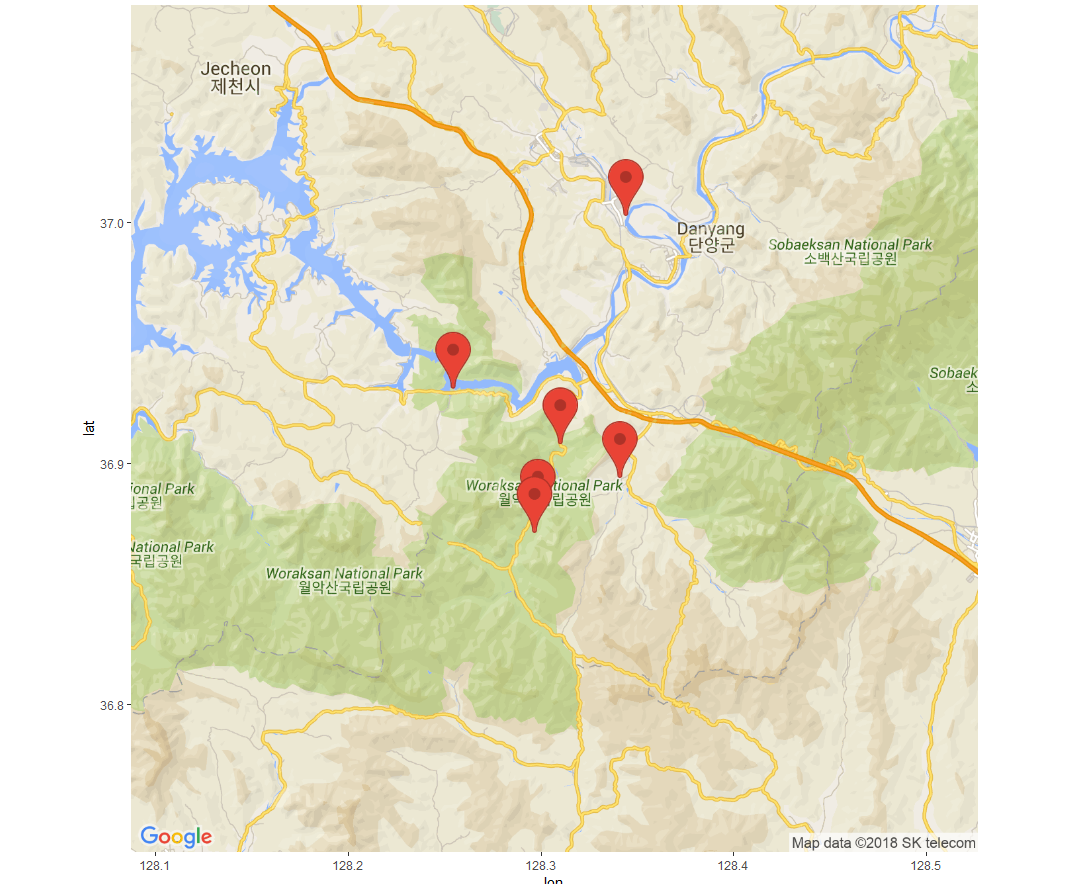 Jecheon
제천시
Danyang
단양군
Sobaeksan National Park
소백산국립공원
37.0
Sobaek
소
lat
36.9
Woraksan National Park
월악산국립공원
ional Park
공원
National Park
국립공원
Woraksan National Park
월악산국립공원
36.8
Google
Map data ©2018 SK telecom
128.1
128.2
128.3
128.4
128.5
lon